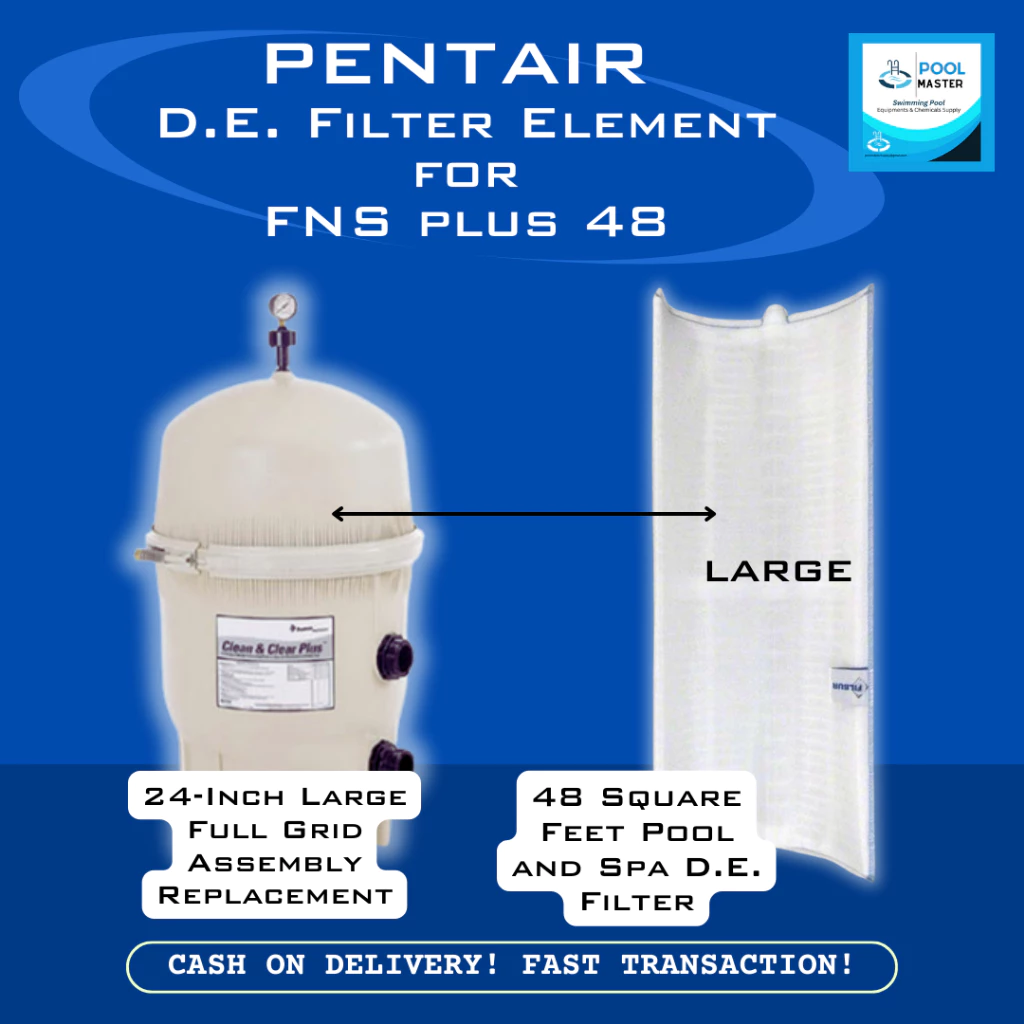 PENTAIR
D.E. FILTER ELEMENT
FOR
FNS PLUS 48
POOL
MASTER
Swimming Pool
Equipments & Chemicals Supply
Clean & Clear Plus™
LARGE
24-INCH LARGE
FULL GRID
ASSEMBLY
REPLACEMENT
48 SQUARE
FEET POOL
AND SPA D.E.
FILTER
CASH ON DELIVERY! FAST TRANSACTION!